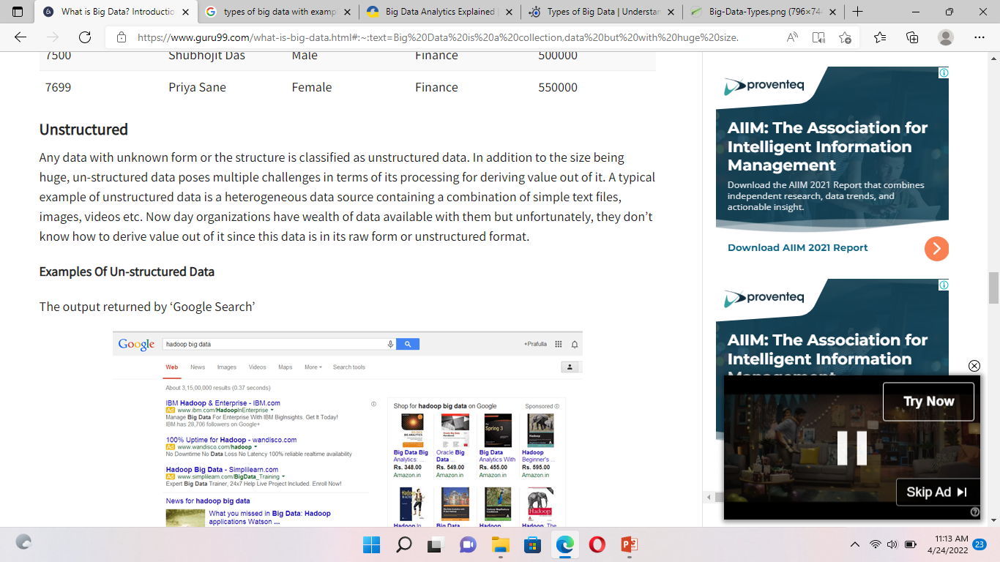 What is Big Data? Introductio
types of big data with examp
Big Data Analytics Explained
Types of Big Data | Understan
Big-Data-Types.png (796×74
https://www.guru99.com/what-is-big-data.html#:~:text=Big%20Data%20is%20a%20collection,data%20but%20with%20huge%20size.
7500 Shubhojit Das Male Finance 500000
7699 Priya Sane Female Finance 550000
Unstructured
Any data with unknown form or the structure is classified as unstructured data. In addition to the size being
huge, un-structured data poses multiple challenges in terms of its processing for deriving value out of it. A typical
example of unstructured data is a heterogeneous data source containing a combination of simple text files,
images, videos etc. Now day organizations have wealth of data available with them but unfortunately, they don’t
know how to derive value out of it since this data is in its raw form or unstructured format.
Examples Of Un-structured Data
The output returned by ‘Google Search’
Google hadoop big data +Prafulla
Web News Images Videos Maps More Search tools
About 3,15,00,000 results (0.37 seconds)
IBM Hadoop & Enterprise - IBM.com
Ad www.ibm.com/HadoopinEnterprise
Manage Big Data For Enterprise With IBM BigInsights. Get It Today!
IBM has 28,706 followers on Google+
100% Uptime for Hadoop - wandisco.com
Ad www.wandisco.com/hadoop
No Downtime No Data Loss No Latency 100% reliable realtime availability
Hadoop Big Data - Simplilearn.com
Ad www.simplilearn.com/BigData_Training
Expert Big Data Trainer, 24x7 Help Live Project Included. Enroll Now!
News for hadoop big data
What you missed in Big Data: Hadoop
applications Watson ...
Shop for hadoop big data on Google Sponsored
Big Data Big Oracle Big Big Data Hadoop
Analytics: ... Data ... Analytics With Beginner's ...
Rs. 348.00 Rs. 549.00 Rs. 455.00 Rs. 595.00
Amazon.in Amazon.in Amazon.in Amazon.in
Spring 3
Hadoop In Big Data Hadoop Hadoop: The
proventeq
AIIM: The Association for
Intelligent Information
Management
Download the AIIM 2021 Report that combines
independent research, data trends, and
actionable insight.
Download AIIM 2021 Report
proventeq
AIIM: The Association for
Intelligent Information
Management
Try Now
Skip Ad
11:13 AM
4/24/2022
23